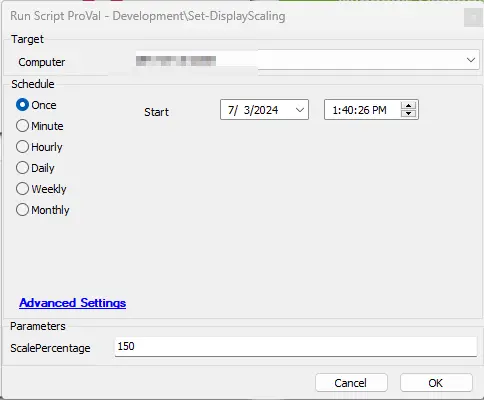 Run Script ProVal - Development\Set-DisplayScaling
Target
Computer
Schedule
Once
Start 7/ 3/2024 1:40:26 PM
Minute
Hourly
Daily
Weekly
Monthly
Advanced Settings
Parameters
ScalePercentage 150
Cancel OK